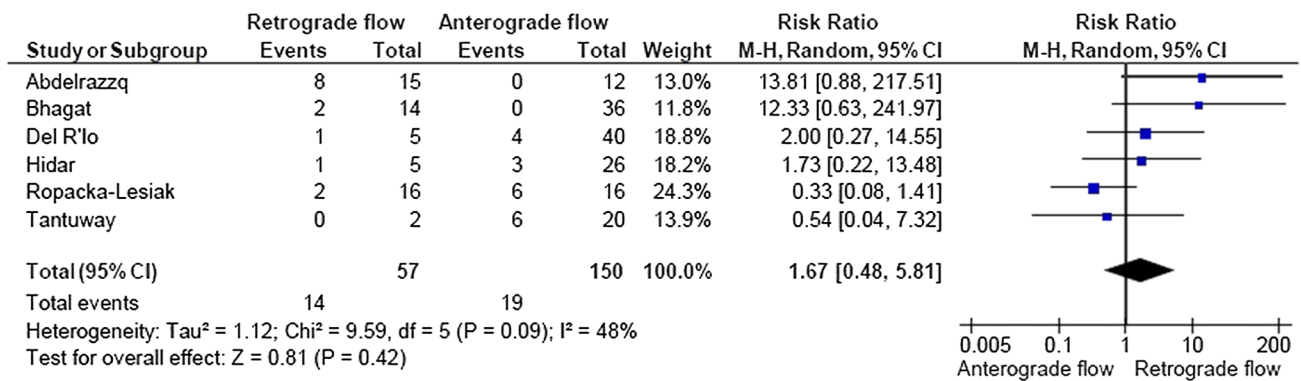 Retrograde flow Anterograde flow Risk Ratio Risk Ratio
Study or Subgroup Events Total Events Total Weight M-H, Random, 95% CI M-H, Random, 95% CI
Abdelrazzq 8 15 0 12 13.0% 13.81 [0.88, 217.51]
Bhagat 2 14 0 36 11.8% 12.33 [0.63, 241.97]
Del R'lo 1 5 4 40 18.8% 2.00 [0.27, 14.55]
Hidar 1 5 3 26 18.2% 1.73 [0.22, 13.48]
Ropacka-Lesiak 2 16 6 16 24.3% 0.33 [0.08, 1.41]
Tantuway 0 2 6 20 13.9% 0.54 [0.04, 7.32]
Total (95% CI) 57 150 100.0% 1.67 [0.48, 5.81]
Total events 14 19
Heterogeneity: Tau² = 1.12; Chi² = 9.59, df = 5 (P = 0.09); I² = 48%
Test for overall effect: Z = 0.81 (P = 0.42)
0.005 0.1 1 10 200
Anterograde flow Retrograde flow